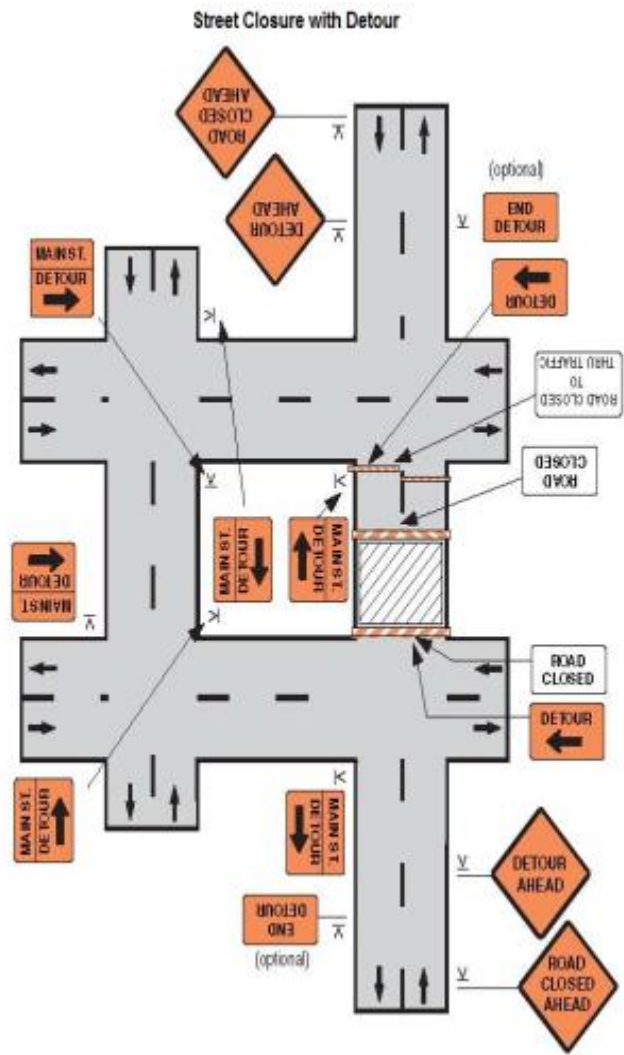 Street Closure with Detour
ROAD
CLOSED
AHEAD
DETOUR
AHEAD
(optional)
END
DETOUR
MAIN ST.
DETOUR
DETOUR
ROAD CLOSED
TO
THRU TRAFFIC
ROAD
CLOSED
MAIN ST.
DETOUR
MAIN ST.
DETOUR
MAIN ST.
DETOUR
ROAD
CLOSED
DETOUR
MAIN ST.
DETOUR
MAIN ST.
DETOUR
DETOUR
AHEAD
END
DETOUR
(optional)
ROAD
CLOSED
AHEAD